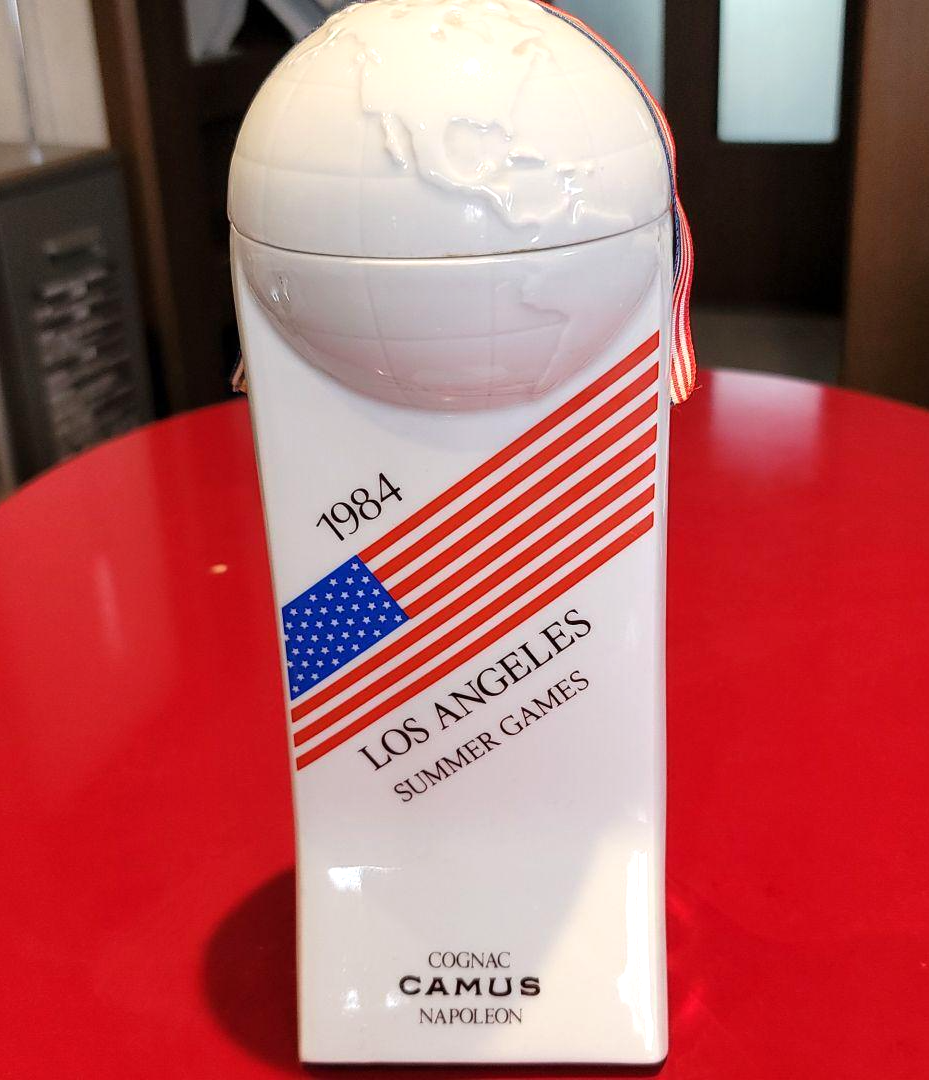 1984
LOS ANGELES
SUMMER GAMES
COGNAC
CAMUS
NAPOLEON